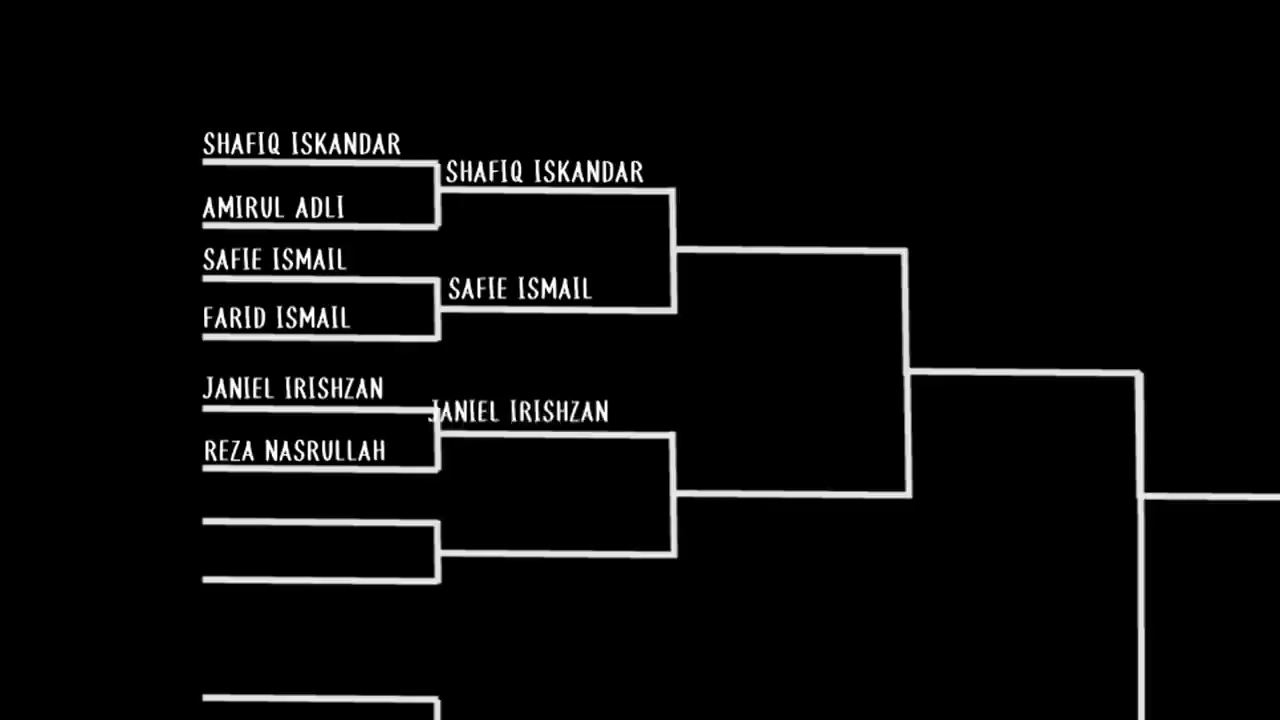 SHAFIQ ISKANDAR
SHAFIQ ISKANDAR
AMIRUL ADLI
SAFIE ISMAIL
SAFIE ISMAIL
FARID ISMAIL
JANIEL IRISHZAN
JANIEL IRISHZAN
REZA NASRULLAH